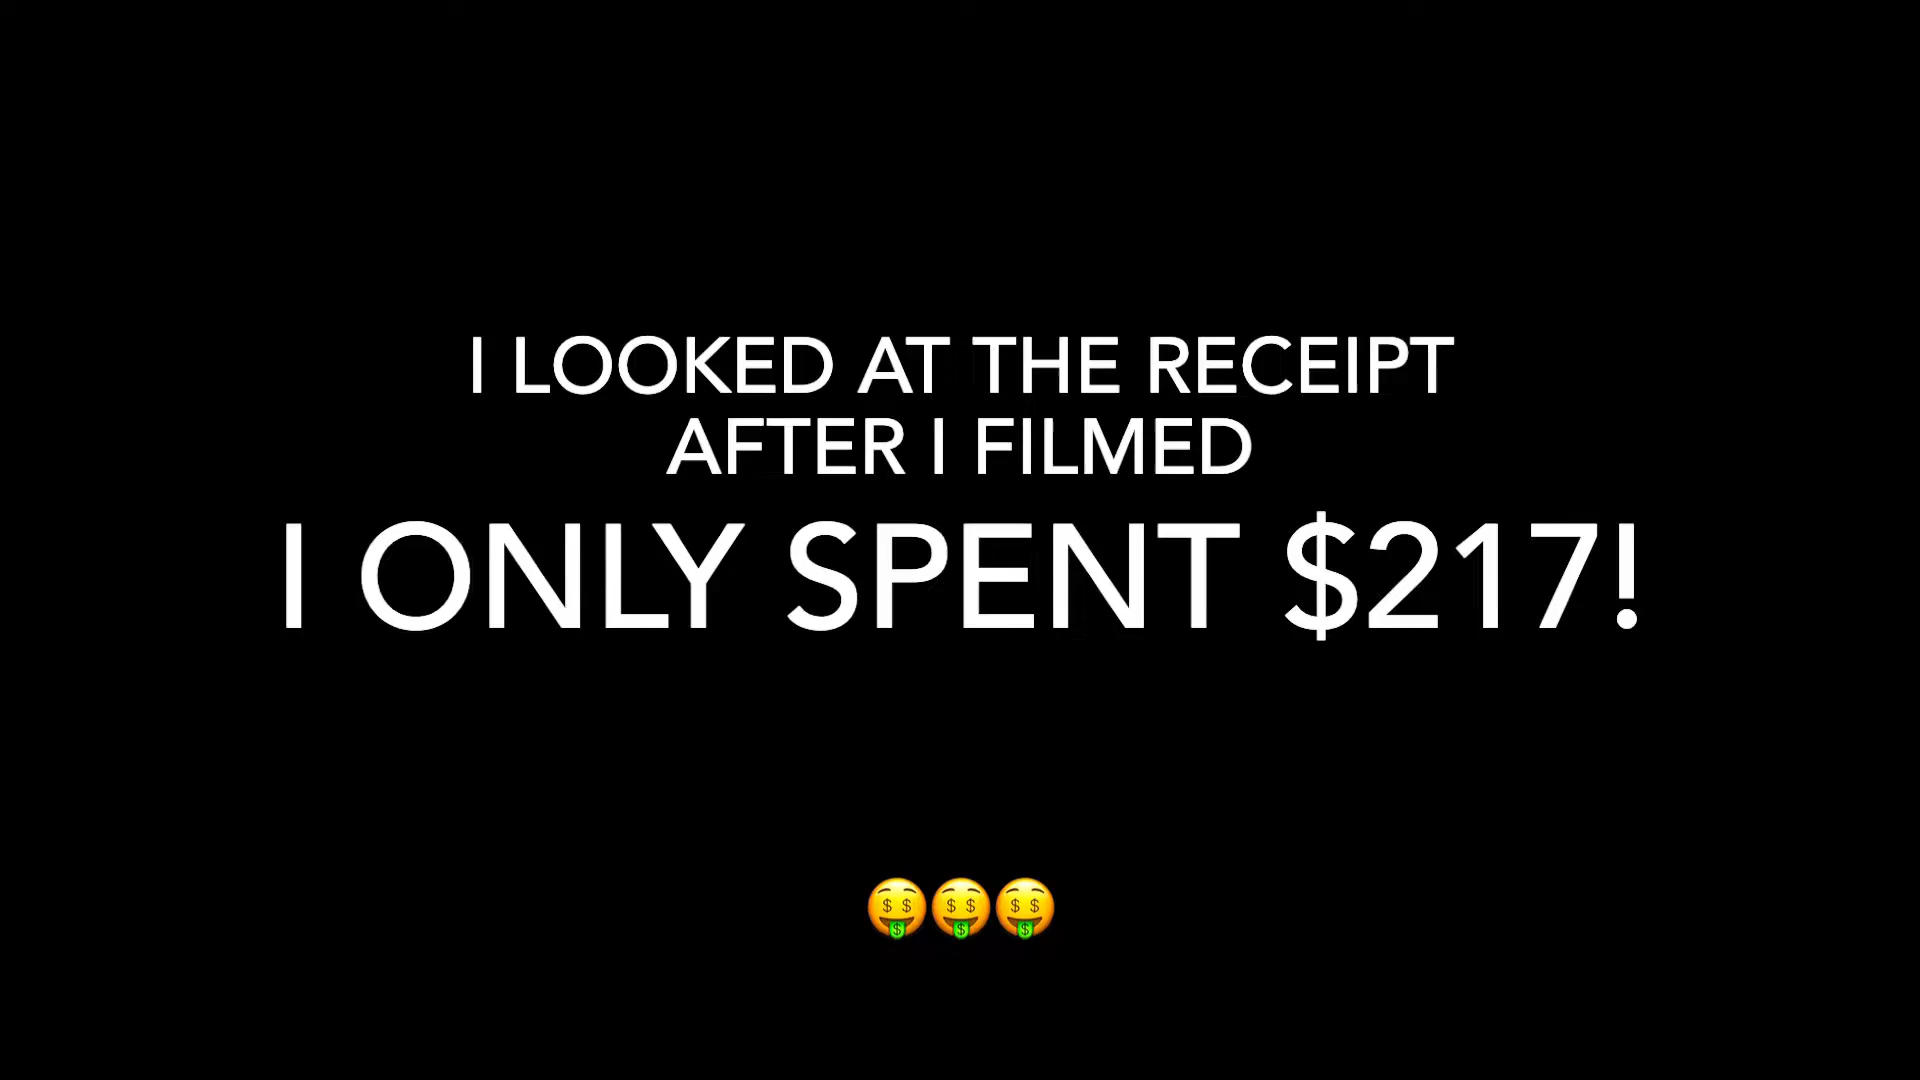 I LOOKED AT THE RECEIPT
AFTER I FILMED
I ONLY SPENT $217!
🤑🤑🤑